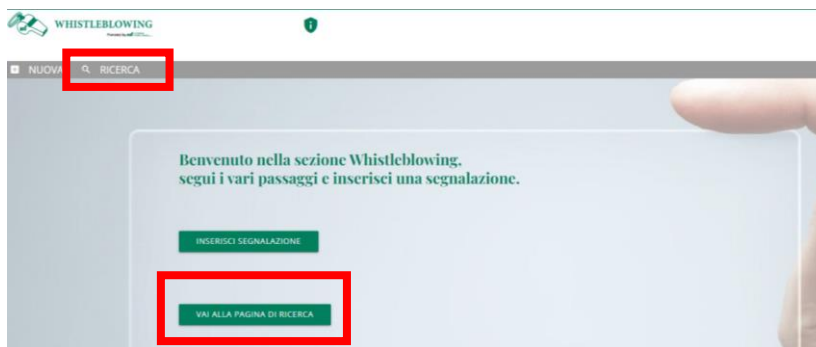 WHISTLEBLOWING
NUOVA RICERCA
Benvenuto nella sezione Whistleblowing,
segui i vari passaggi e inserisci una segnalazione.
INSERISCI SEGNALAZIONE
VAI ALLA PAGINA DI RICERCA